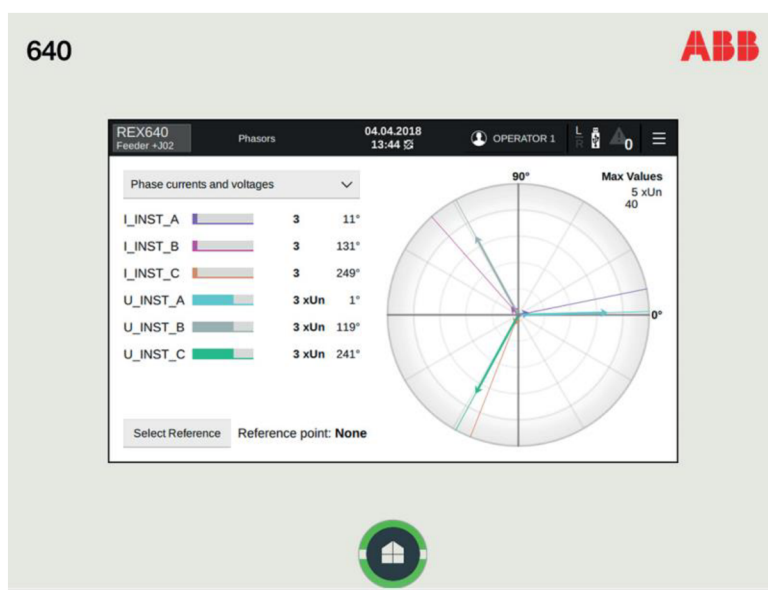 640
ABB
REX640
Feeder +J02
Phasors
04.04.2018
13:44
OPERATOR 1
L
R
0
Phase currents and voltages
I_INST_A 3 11°
I_INST_B 3 131°
I_INST_C 3 249°
U_INST_A 3 xUn 1°
U_INST_B 3 xUn 119°
U_INST_C 3 xUn 241°
Select Reference
Reference point: None
90°
Max Values
5 xUn
40
0°